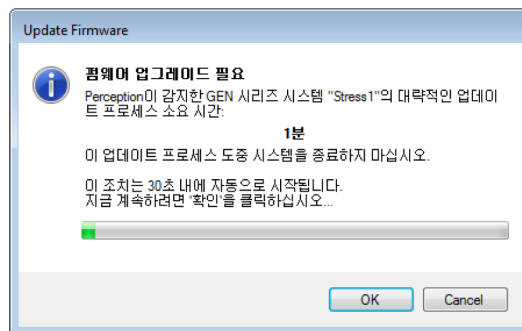 Update Firmware
펌웨어 업그레이드 필요
Perception이 감지한 GEN 시리즈 시스템 "Stress1"의 대략적인 업데이
트 프로세스 소요 시간:
1분
이 업데이트 프로세스 도중 시스템을 종료하지 마십시오.
이 조치는 30초 내에 자동으로 시작됩니다.
지금 계속하려면 '확인'을 클릭하십시오...
OK
Cancel